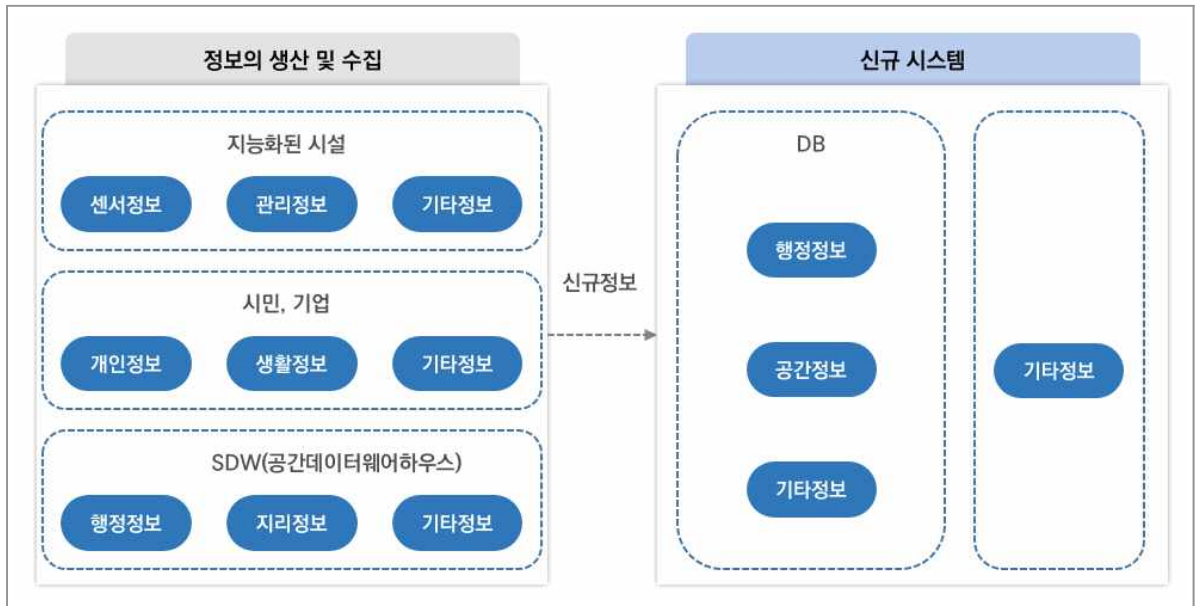 정보의 생산 및 수집
지능화된 시설
센서정보
관리정보
기타정보
시민, 기업
개인정보
생활정보
기타정보
SDW(공간데이터웨어하우스)
행정정보
지리정보
기타정보
신규정보
신규 시스템
DB
행정정보
공간정보
기타정보
기타정보